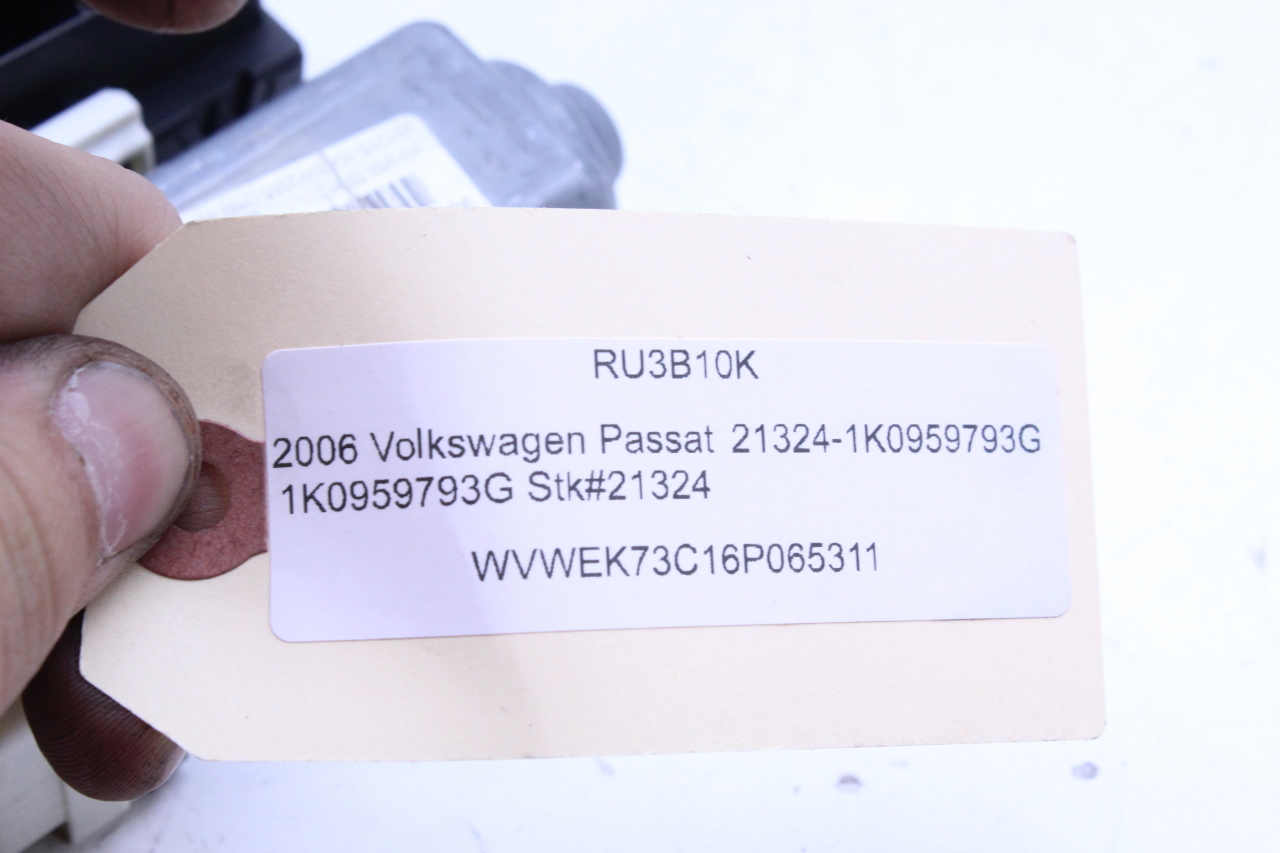 RU3B10K
2006 Volkswagen Passat 21324-1K0959793G
1K0959793G Stk#21324
WVWEK73C16P065311